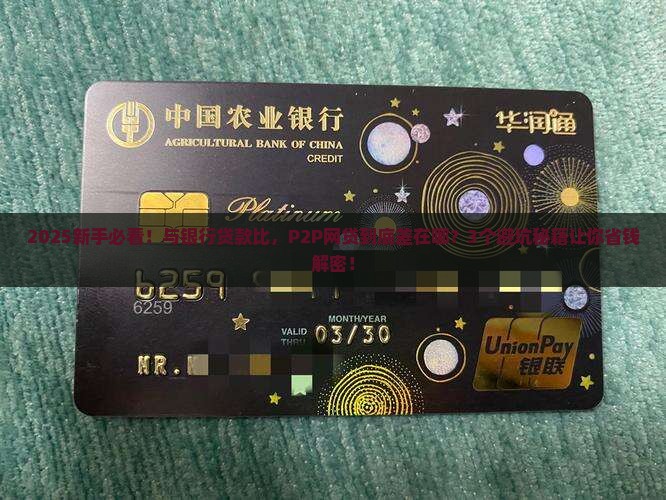 中国农业银行
AGRICULTURAL BANK OF CHINA
CREDIT
华润通
Platinum
2025新手必看！与银行贷款比，P2P网贷到底差在哪？3个避坑秘籍让你省钱
解密！
6259
6259
MONTH/YEAR
VALID
THRU
03/30
MR.
UnionPay
银联